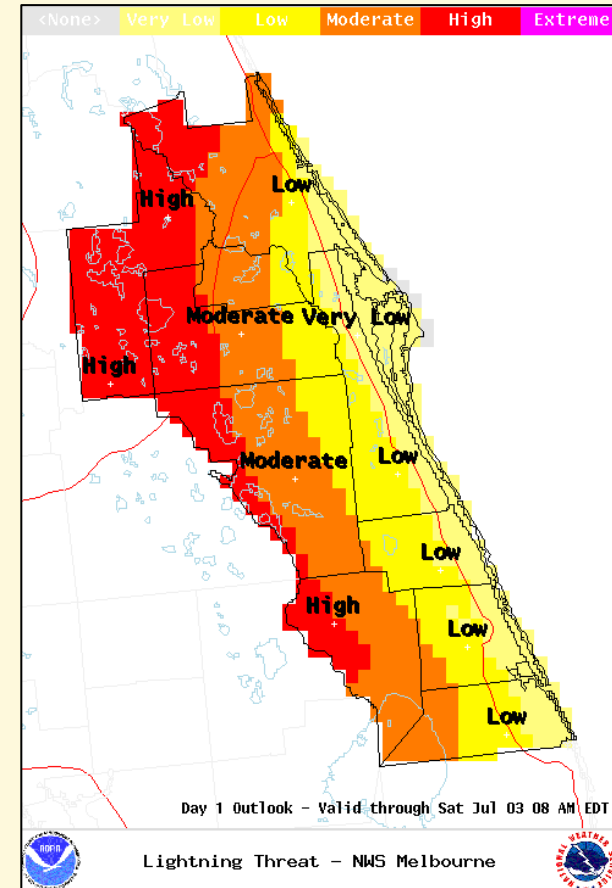 <None> Very Low Low Moderate High Extreme
Low
High
Moderate Very Low
High
Moderate Low
Low
High
Low
Low
Day 1 Outlook - Valid through Sat Jul 03 08 AM EDT
NOAA
Lightning Threat - NWS Melbourne